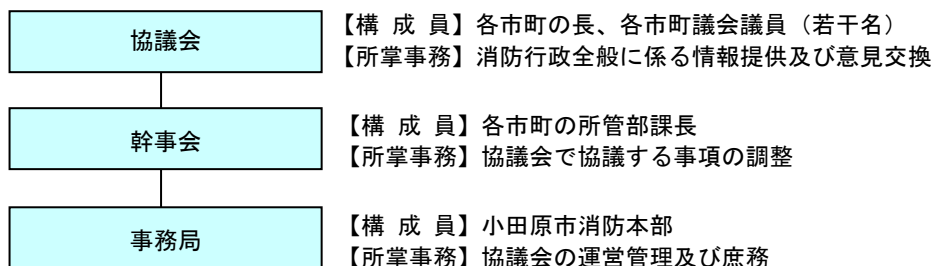 協議会
【構 成 員】各市町の長、各市町議会議員（若干名）
【所掌事務】消防行政全般に係る情報提供及び意見交換
幹事会
【構 成 員】各市町の所管部課長
【所掌事務】協議会で協議する事項の調整
事務局
【構 成 員】小田原市消防本部
【所掌事務】協議会の運営管理及び庶務